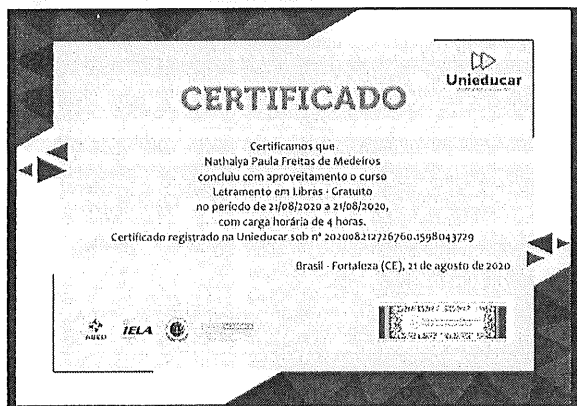 Unieducar
CERTIFICADO
Certificamos que
Nathalya Paula Freitas de Medeiros
concluiu com aproveitamento o curso
Letramento em Libras - Gratuito
no período de 21/08/2020 a 21/08/2020,
com carga horária de 4 horas.
Certificado registrado na Unieducar sob nº 202008212726760.1598043729
Brasil - Fortaleza (CE), 21 de agosto de 2020
IELA